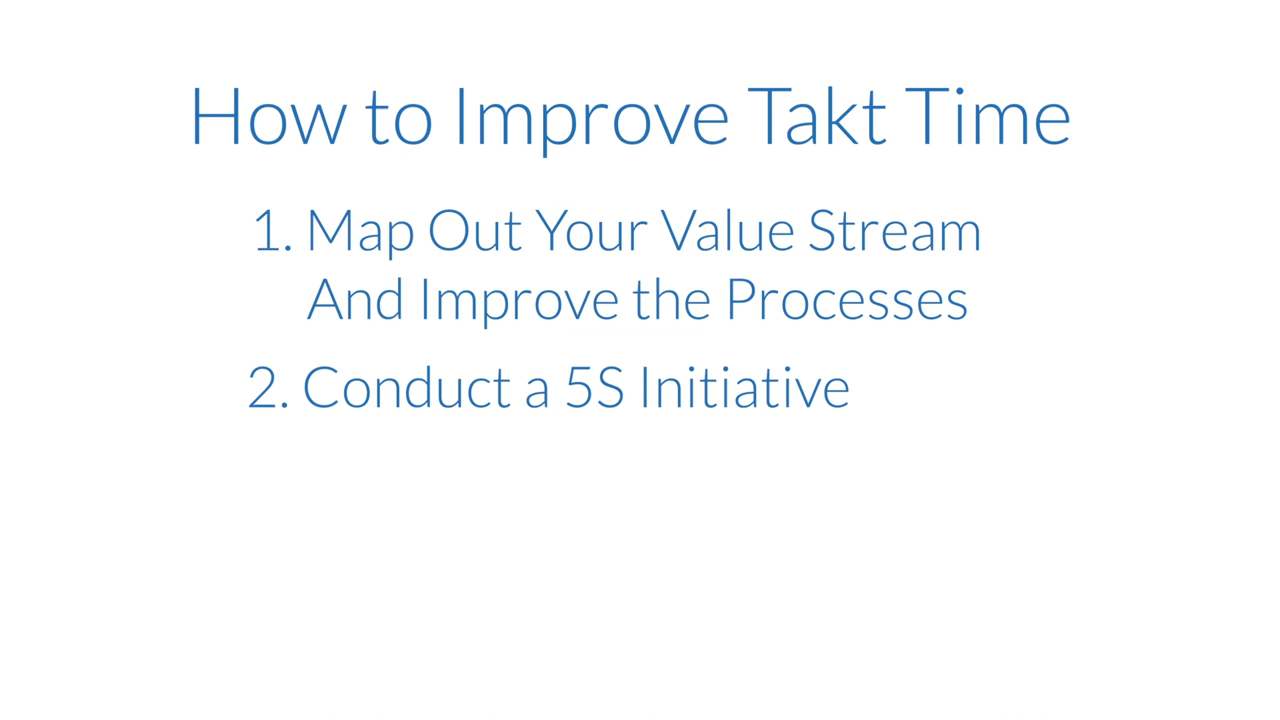 How to Improve Takt Time
1. Map Out Your Value Stream
And Improve the Processes
2. Conduct a 5S Initiative